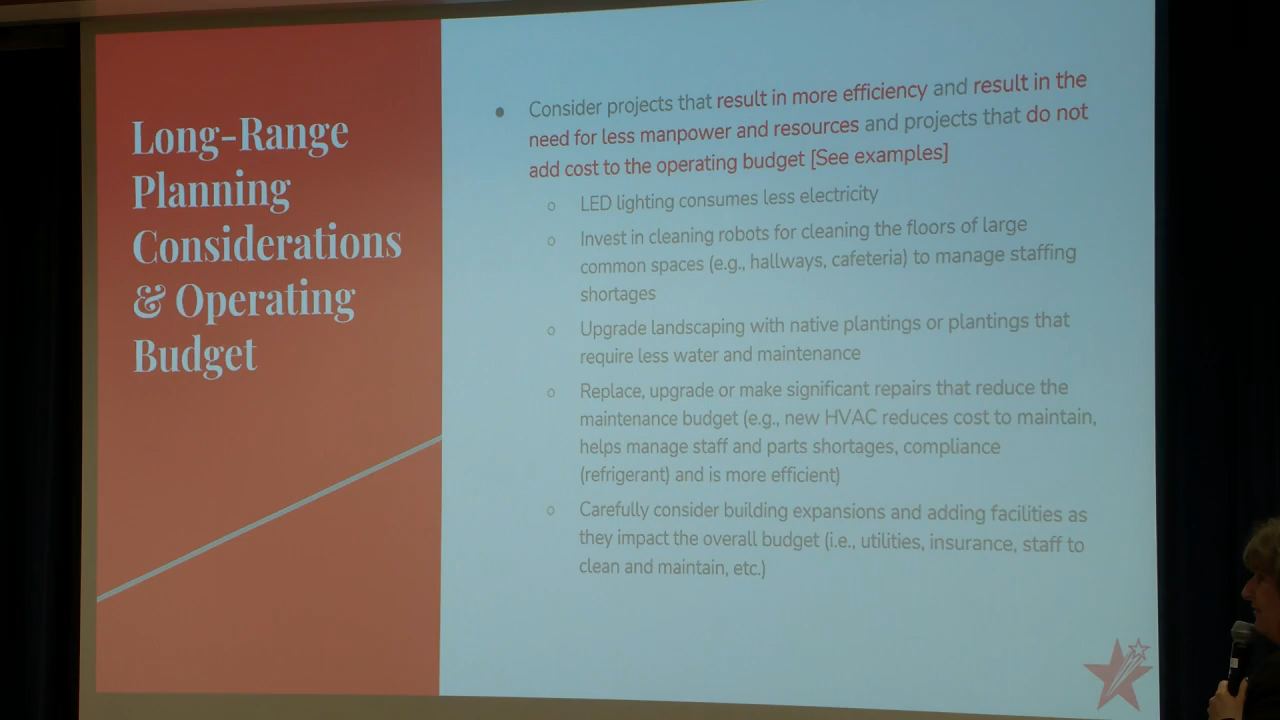 Long-Range
Planning
Considerations
& Operating
Budget
● Consider projects that result in more efficiency and result in the
need for less manpower and resources and projects that do not
add cost to the operating budget [See examples]
○ LED lighting consumes less electricity
○ Invest in cleaning robots for cleaning the floors of large
common spaces (e.g., hallways, cafeteria) to manage staffing
shortages
○ Upgrade landscaping with native plantings or plantings that
require less water and maintenance
○ Replace, upgrade or make significant repairs that reduce the
maintenance budget (e.g., new HVAC reduces cost to maintain,
helps manage staff and parts shortages, compliance
(refrigerant) and is more efficient)
○ Carefully consider building expansions and adding facilities as
they impact the overall budget (i.e., utilities, insurance, staff to
clean and maintain, etc.)